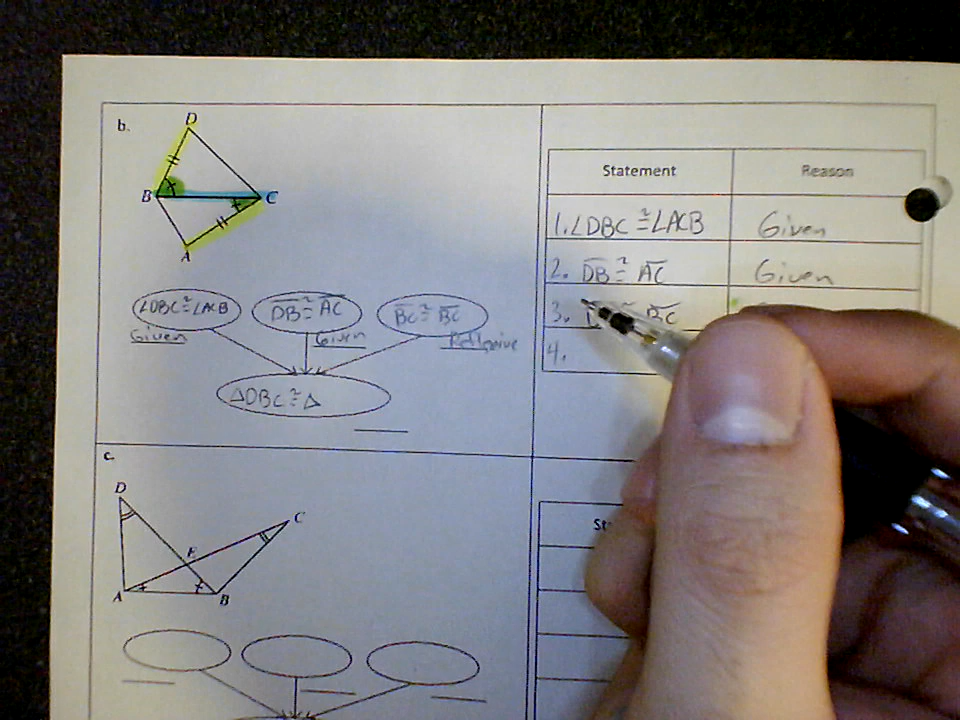 b.
D
B
C
A
∠DBC ≅ ∠ACB
Given
DB ≅ AC
Given
BC ≅ BC
Reflexive
△DBC ≅ △
Statement Reason
1. ∠DBC ≅ ∠ACB Given
2. DB ≅ AC Given
3. BC
4.
c.
D
C
E
A
B